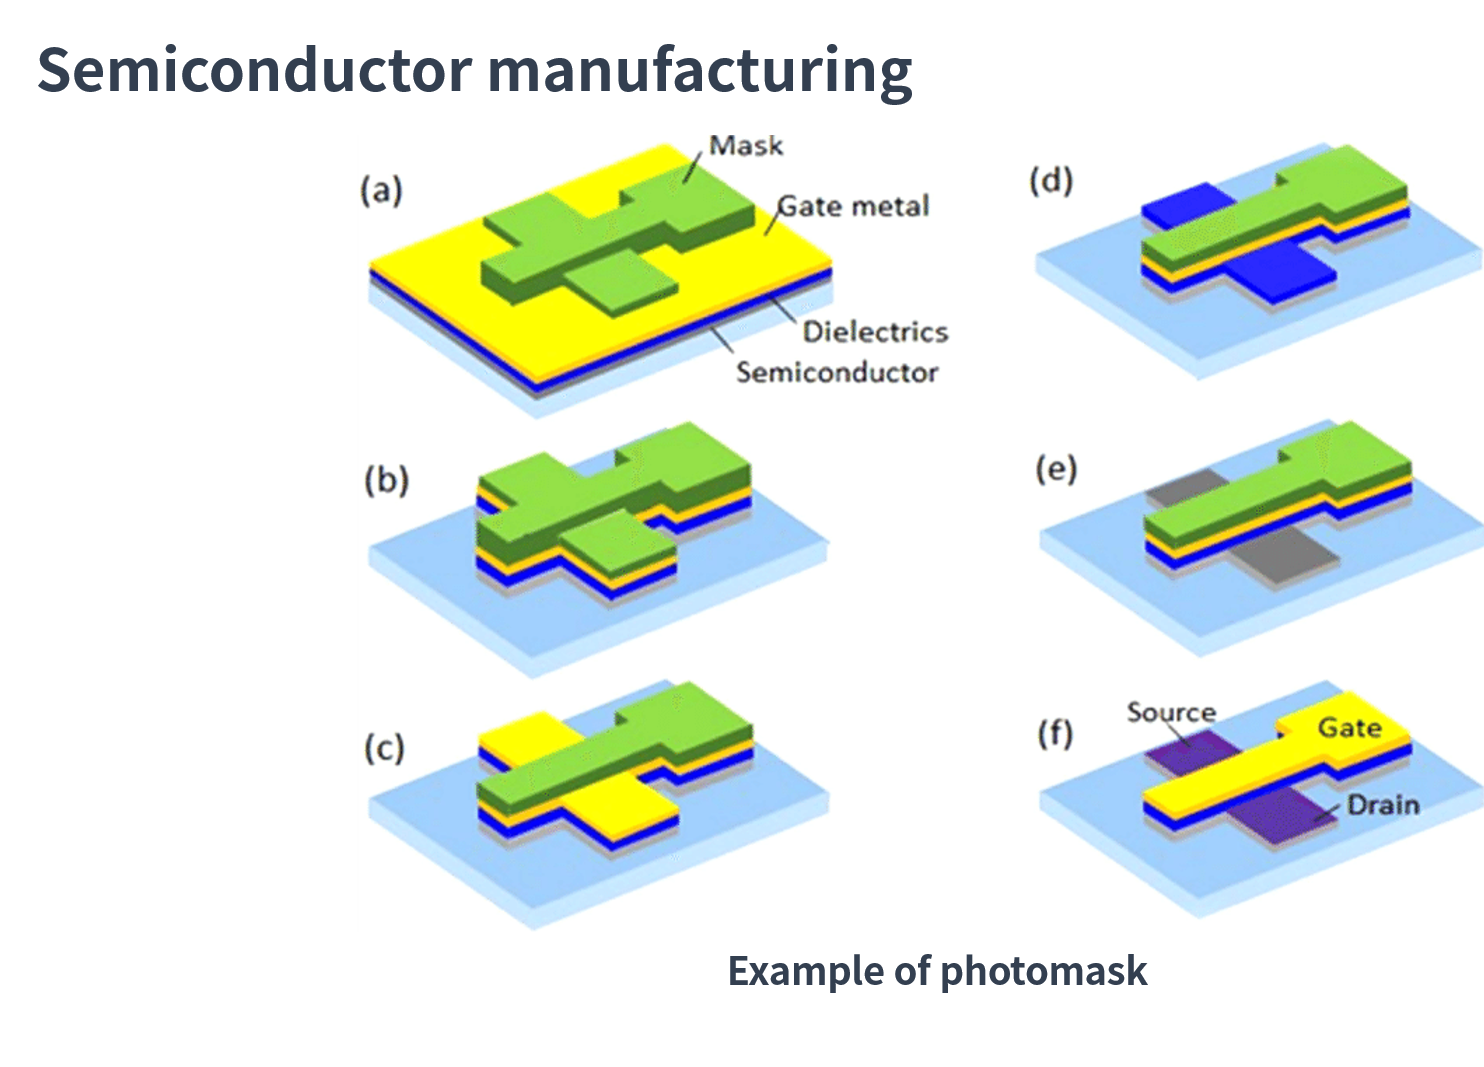 Semiconductor manufacturing
(a)
Mask
Gate metal
Dielectrics
Semiconductor
(b)
(c)
(d)
(e)
(f)
Source
Gate
Drain
Example of photomask